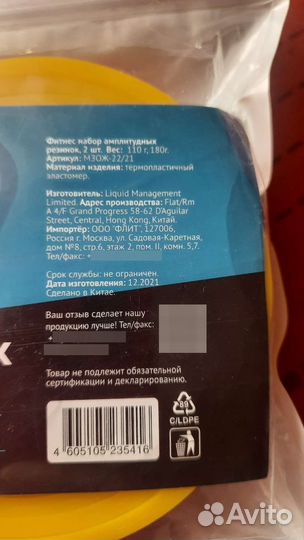 Фитнес набор амплитудных
резинок, 2 шт. Вес: 110 г, 180г.
Артикул: МЗОЖ-22/21
Материал изделия: термопластичный
эластомер.
Изготовитель: Liquid Management
Limited. Адрес производства: Flat/Rm
A 4/F Grand Progress 58-62 D'Aguilar
Street, Central, Hong Kong, Китай.
Импортёр: ООО "ФЛИТ", 127006,
Россия г. Москва, ул. Садовая-Каретная,
дом №8, стр.6, этаж 2, пом. II, комн. 5,7.
Тел/факс: +
Срок службы: не ограничен.
Дата изготовления: 12.2021
Сделано в Китае.
Ваш отзыв сделает нашу
продукцию лучше! Тел/факс:
+
Товар не подлежит обязательной
сертификации и декларированию.
4 605105 235416
89
C/LDPE
Avito